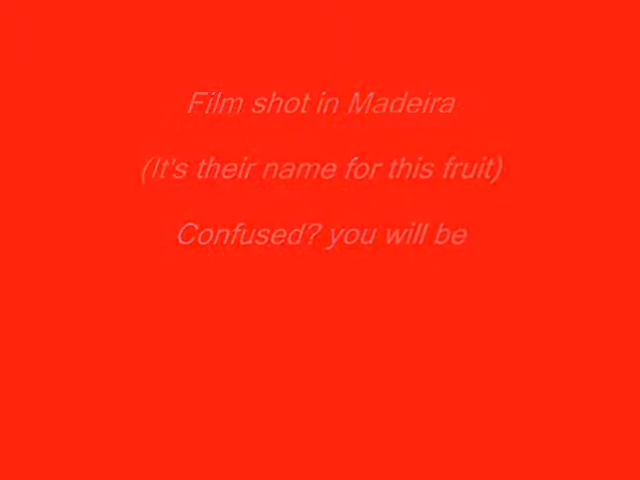 Film shot in Madeira
(It's their name for this fruit)
Confused? you will be